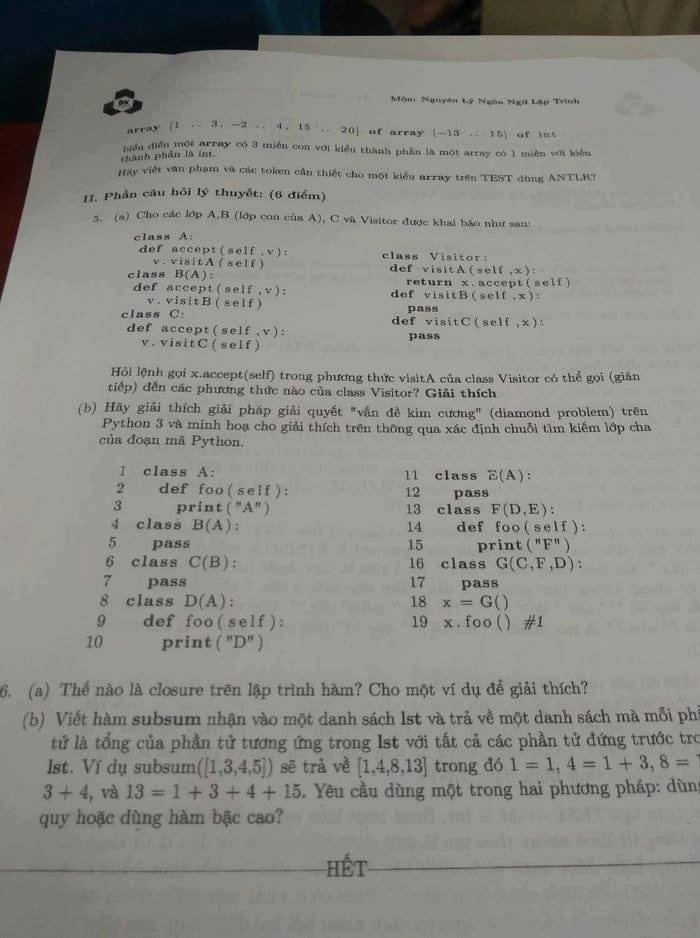 BK
Môn: Nguyên Lý Ngôn Ngữ Lập Trình
array [1 .. 3, -2 .. 4, 15 .. 20] of array [-13 .. 15] of int
biểu diễn một array có 3 miền con với kiểu thành phần là một array có 1 miền với kiểu
thành phần là int.
Hãy viết văn phạm và các token cần thiết cho một kiểu array trên TEST dùng ANTLR?
II. Phần câu hỏi lý thuyết: (6 điểm)
5. (a) Cho các lớp A,B (lớp con của A), C và Visitor được khai báo như sau:
class A:
def accept(self,v):
v.visitA(self)
class B(A):
def accept(self,v):
v.visitB(self)
class C:
def accept(self,v):
v.visitC(self)
class Visitor:
def visitA(self,x):
return x.accept(self)
def visitB(self,x):
pass
def visitC(self,x):
pass
Hỏi lệnh gọi x.accept(self) trong phương thức visitA của class Visitor có thể gọi (gián
tiếp) đến các phương thức nào của class Visitor? Giải thích
(b) Hãy giải thích giải pháp giải quyết "vấn đề kim cương" (diamond problem) trên
Python 3 và minh hoạ cho giải thích trên thông qua xác định chuỗi tìm kiếm lớp cha
của đoạn mã Python.
1 class A:
2 def foo(self):
3 print("A")
4 class B(A):
5 pass
6 class C(B):
7 pass
8 class D(A):
9 def foo(self):
10 print("D")
11 class E(A):
12 pass
13 class F(D,E):
14 def foo(self):
15 print("F")
16 class G(C,F,D):
17 pass
18 x = G()
19 x.foo() #1
6. (a) Thế nào là closure trên lập trình hàm? Cho một ví dụ để giải thích?
(b) Viết hàm subsum nhận vào một danh sách lst và trả về một danh sách mà mỗi
tử là tổng của phần tử tương ứng trong lst với tất cả các phần tử đứng trước
lst. Ví dụ subsum([1,3,4,5]) sẽ trả về [1,4,8,13] trong đó 1 = 1, 4 = 1 + 3, 8 =
3 + 4, và 13 = 1 + 3 + 4 + 15. Yêu cầu dùng một trong hai phương pháp:
quy hoặc dùng hàm bậc cao?
HẾT